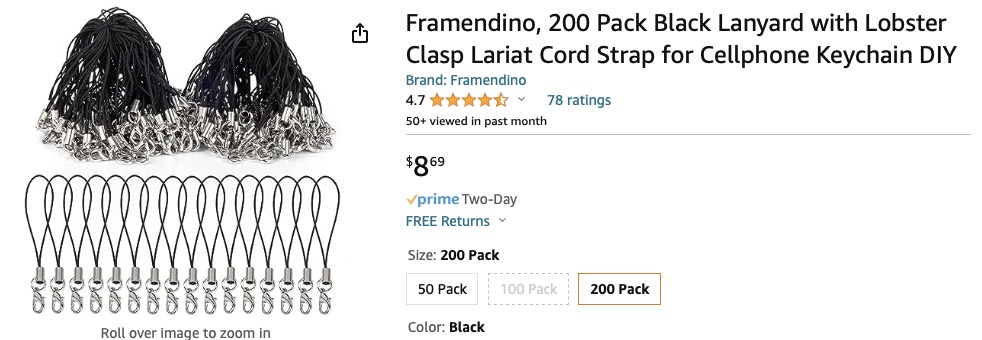 Framendino, 200 Pack Black Lanyard with Lobster
Clasp Lariat Cord Strap for Cellphone Keychain DIY
Brand: Framendino
4.7 78 ratings
50+ viewed in past month
$8 69
prime Two-Day
FREE Returns
Size: 200 Pack
50 Pack 100 Pack 200 Pack
Color: Black
Roll over image to zoom in